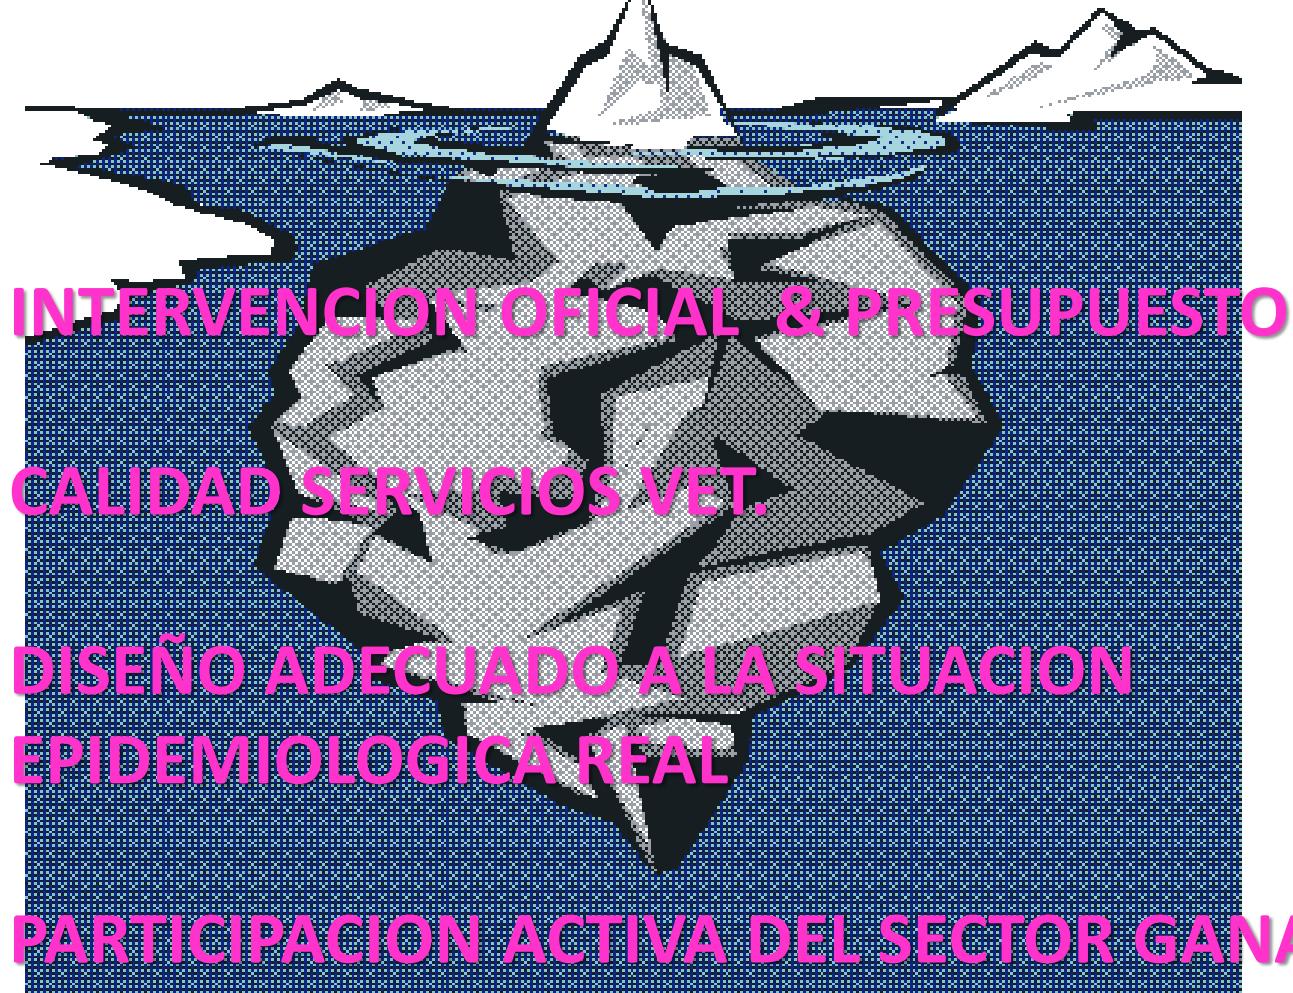 INTERVENCION OFICIAL & PRESUPUESTO
CALIDAD SERVICIOS VET.
DISEÑO ADECUADO A LA SITUACION
EPIDEMIOLOGICA REAL
PARTICIPACION ACTIVA DEL SECTOR